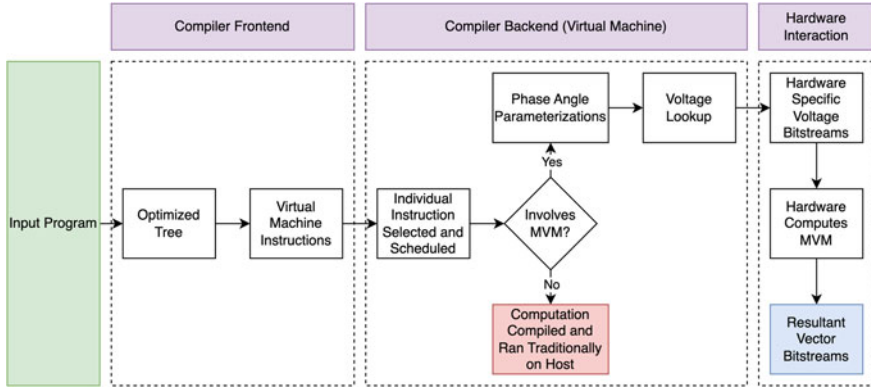 Compiler Frontend
Compiler Backend (Virtual Machine)
Hardware
Interaction
Input Program
Optimized
Tree
Virtual
Machine
Instructions
Individual
Instruction
Selected and
Scheduled
Involves
MVM?
Yes
Phase Angle
Parameterizations
Voltage
Lookup
No
Computation
Compiled and
Ran Traditionally
on Host
Hardware
Specific
Voltage
Bitstreams
Hardware
Computes
MVM
Resultant
Vector
Bitstreams